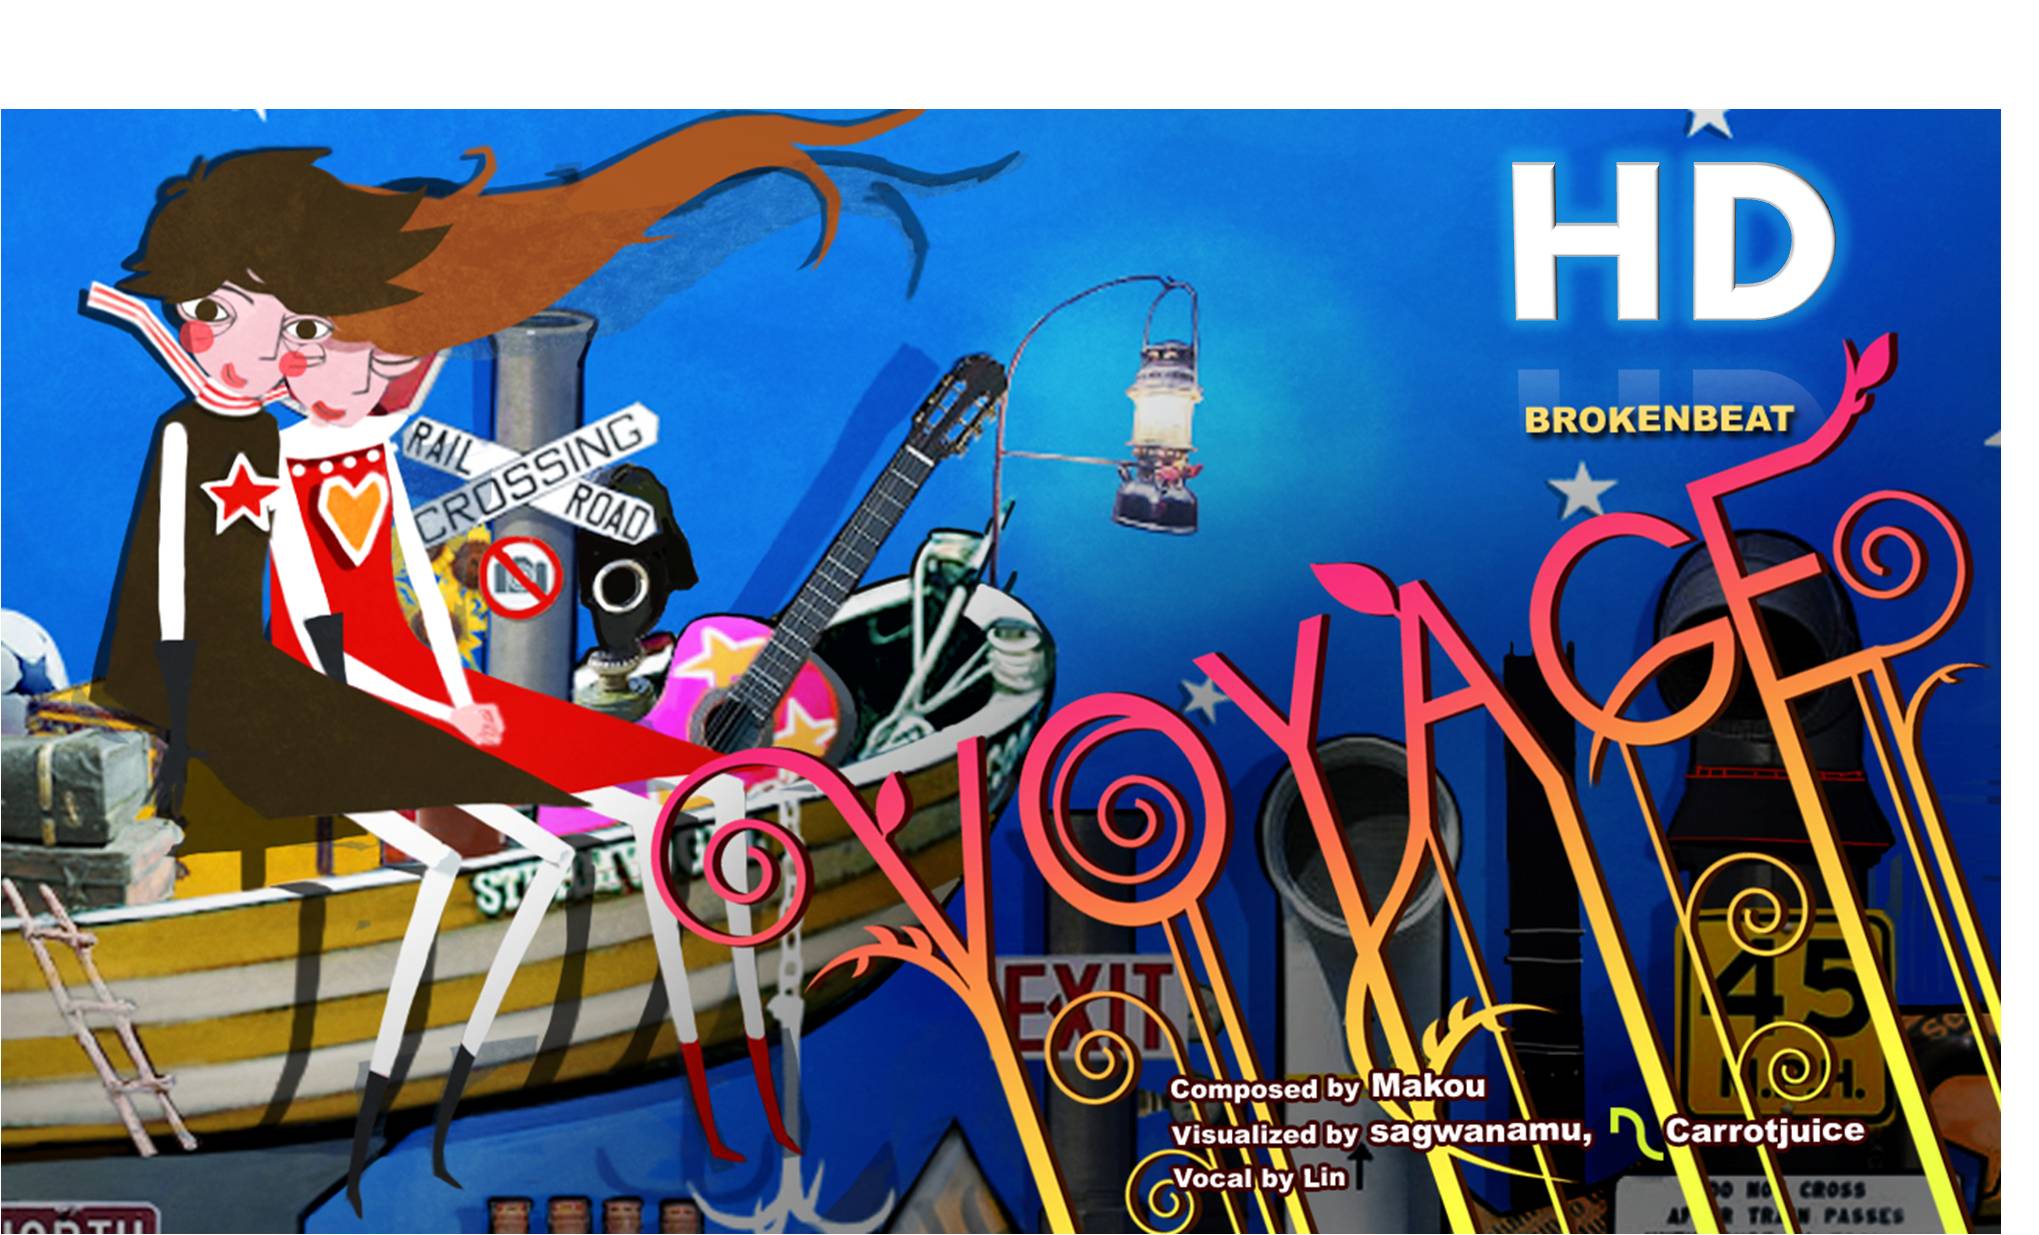 HD
BROKENBEAT
RAIL
CROSSING
ROAD
VOYAGE
EXIT
45
M.P.H.
Composed by Makou
Visualized by sagwanamu, Carrotjuice
Vocal by Lin
DO NOT CROSS
AFTER TRAIN PASSES